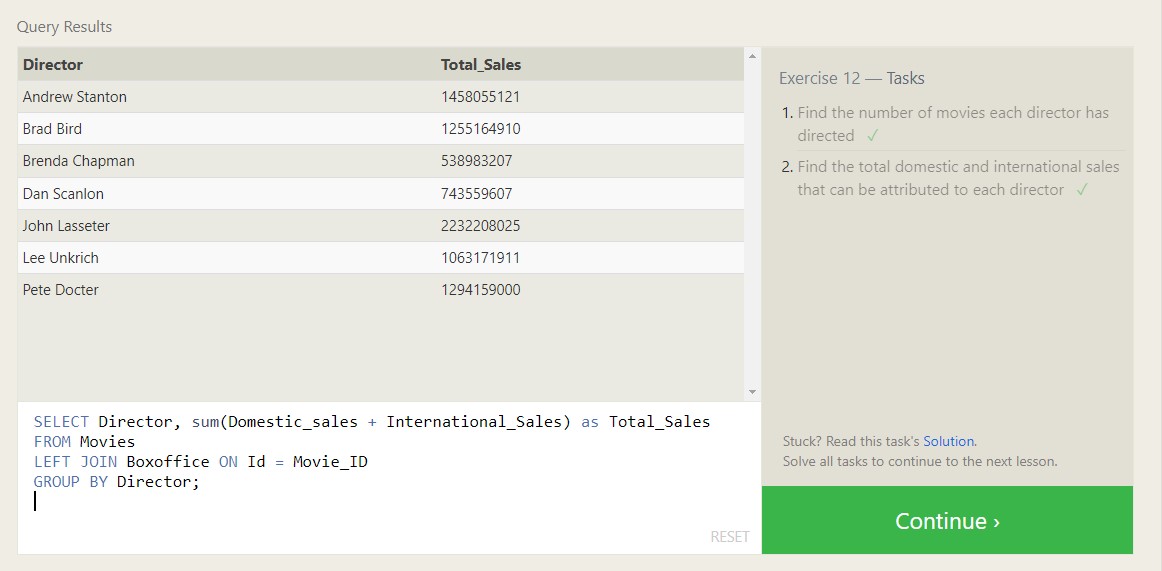 Query Results
Director Total_Sales
Andrew Stanton 1458055121
Brad Bird 1255164910
Brenda Chapman 538983207
Dan Scanlon 743559607
John Lasseter 2232208025
Lee Unkrich 1063171911
Pete Docter 1294159000
SELECT Director, sum(Domestic_sales + International_Sales) as Total_Sales
FROM Movies
LEFT JOIN Boxoffice ON Id = Movie_ID
GROUP BY Director;
RESET
Exercise 12 — Tasks
1. Find the number of movies each director has
directed ✓
2. Find the total domestic and international sales
that can be attributed to each director ✓
Stuck? Read this task's Solution.
Solve all tasks to continue to the next lesson.
Continue ›